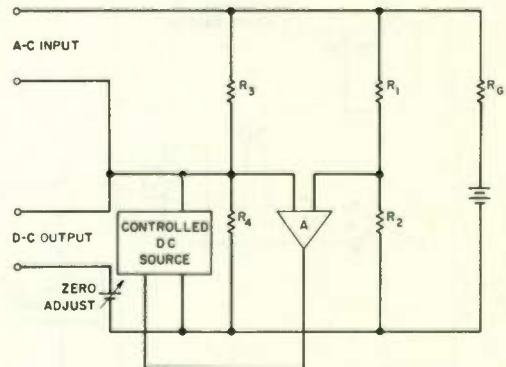 A-C INPUT
R3
R1
RG
D-C OUTPUT
CONTROLLED
DC
SOURCE
R4
A
R2
ZERO
ADJUST